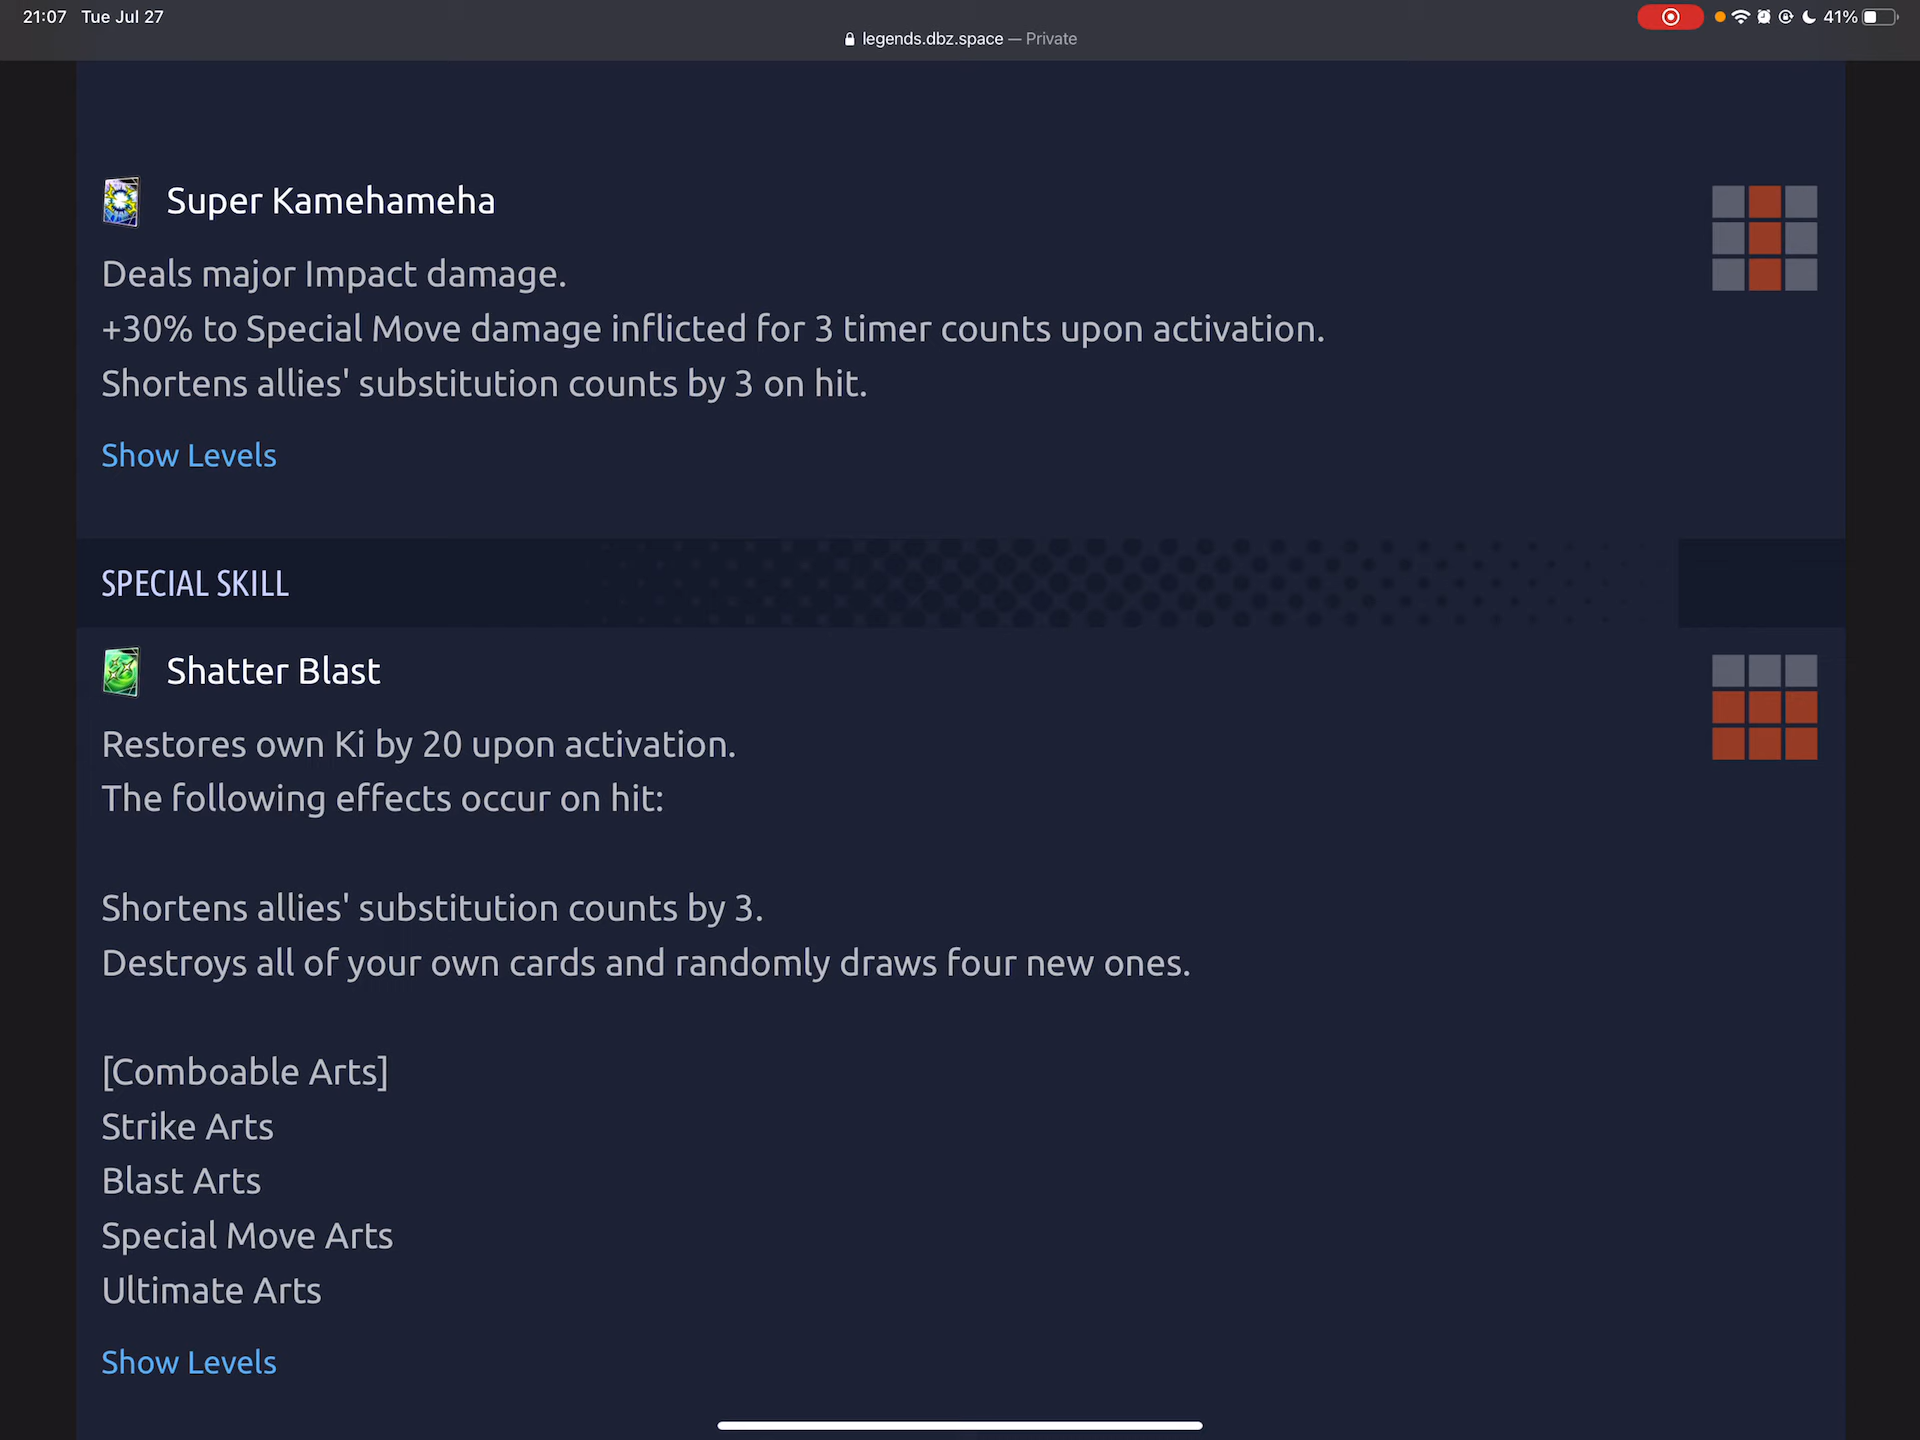 21:07 Tue Jul 27
41%
legends.dbz.space — Private
Super Kamehameha
Deals major Impact damage.
+30% to Special Move damage inflicted for 3 timer counts upon activation.
Shortens allies' substitution counts by 3 on hit.
Show Levels
SPECIAL SKILL
Shatter Blast
Restores own Ki by 20 upon activation.
The following effects occur on hit:
Shortens allies' substitution counts by 3.
Destroys all of your own cards and randomly draws four new ones.
[Comboable Arts]
Strike Arts
Blast Arts
Special Move Arts
Ultimate Arts
Show Levels